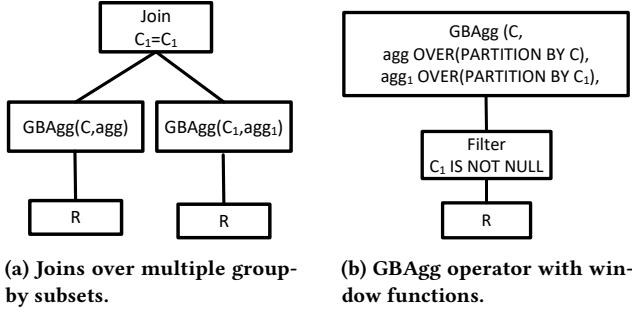 Join
C₁=C₁
GBAgg(C,agg)
GBAgg(C₁,agg₁)
R
R
(a) Joins over multiple group-
by subsets.
GBAgg (C,
agg OVER(PARTITION BY C),
agg₁ OVER(PARTITION BY C₁),
Filter
C₁ IS NOT NULL
R
(b) GBAgg operator with win-
dow functions.